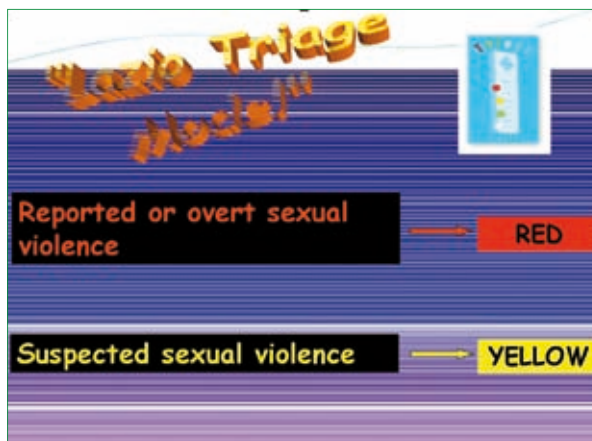 "Lazio Triage
Model"
Reported or overt sexual
violence
RED
Suspected sexual violence
YELLOW